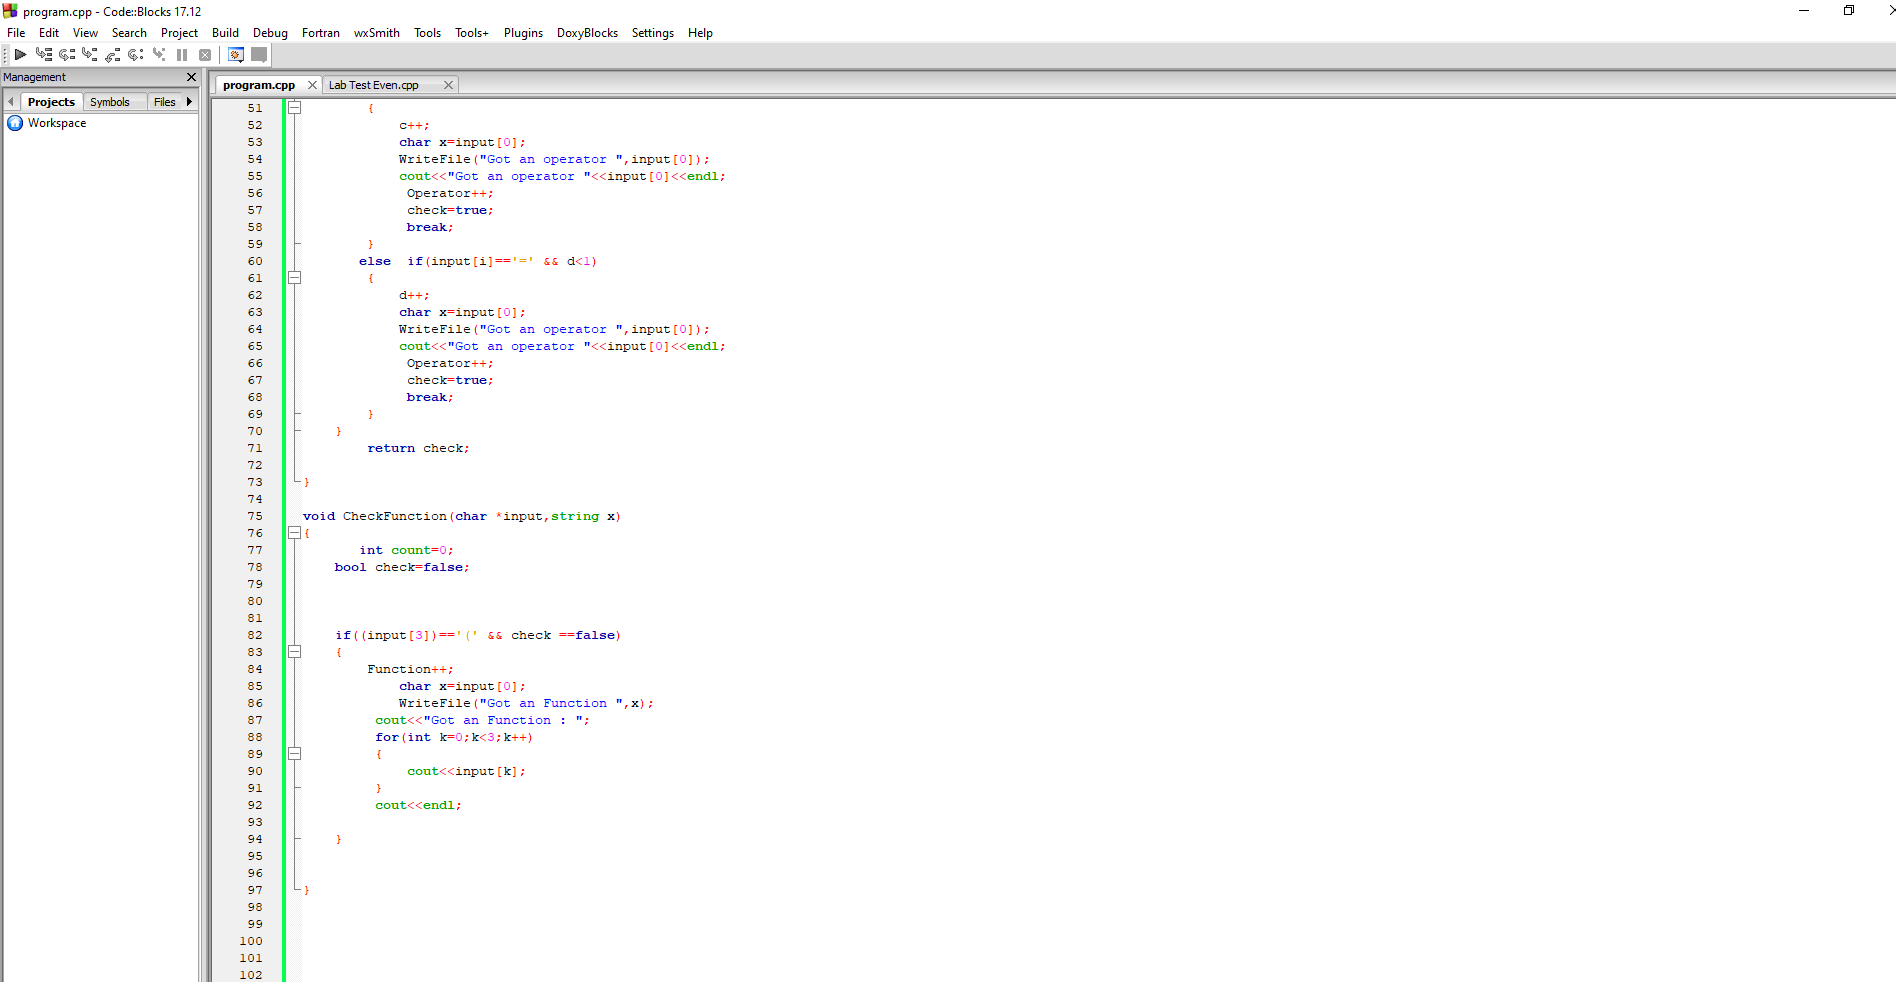 program.cpp - Code::Blocks 17.12
File Edit View Search Project Build Debug Fortran wxSmith Tools Tools+ Plugins DoxyBlocks Settings Help
Management
Projects Symbols Files
Workspace
program.cpp Lab Test Even.cpp
51 {
52 c++;
53 char x=input[0];
54 WriteFile("Got an operator ",input[0]);
55 cout<<"Got an operator "<<input[0]<<endl;
56 Operator++;
57 check=true;
58 break;
59 }
60 else  if(input[i]=='=' && d<1)
61 {
62 d++;
63 char x=input[0];
64 WriteFile("Got an operator ",input[0]);
65 cout<<"Got an operator "<<input[0]<<endl;
66 Operator++;
67 check=true;
68 break;
69 }
70 }
71 return check;
72
73 }
74
75 void CheckFunction(char *input,string x)
76 {
77 int count=0;
78 bool check=false;
79
80
81
82 if((input[3])=='(' && check ==false)
83 {
84 Function++;
85 char x=input[0];
86 WriteFile("Got an Function ",x);
87 cout<<"Got an Function : ";
88 for(int k=0;k<3;k++)
89 {
90 cout<<input[k];
91 }
92 cout<<endl;
93
94 }
95
96
97 }
98
99
100
101
102